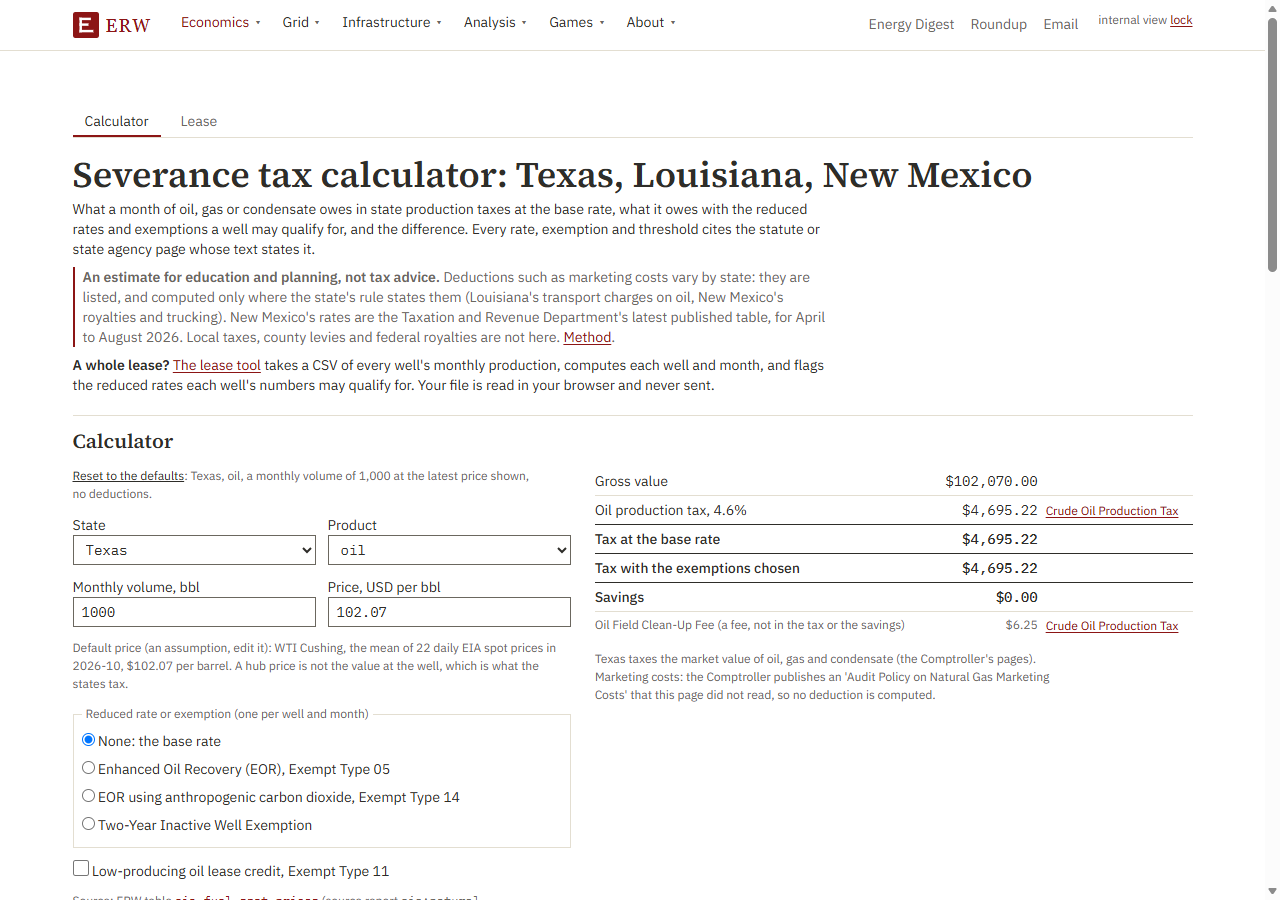 E ERW Economics Grid Infrastructure Analysis Games About Energy Digest Roundup Email internal view lock
Calculator Lease
Severance tax calculator: Texas, Louisiana, New Mexico
What a month of oil, gas or condensate owes in state production taxes at the base rate, what it owes with the reduced
rates and exemptions a well may qualify for, and the difference. Every rate, exemption and threshold cites the statute or
state agency page whose text states it.
An estimate for education and planning, not tax advice. Deductions such as marketing costs vary by state: they are
listed, and computed only where the state's rule states them (Louisiana's transport charges on oil, New Mexico's
royalties and trucking). New Mexico's rates are the Taxation and Revenue Department's latest published table, for April
to August 2026. Local taxes, county levies and federal royalties are not here. Method.
A whole lease? The lease tool takes a CSV of every well's monthly production, computes each well and month, and flags
the reduced rates each well's numbers may qualify for. Your file is read in your browser and never sent.
Calculator
Reset to the defaults: Texas, oil, a monthly volume of 1,000 at the latest price shown,
no deductions.
State Product
Texas oil
Monthly volume, bbl Price, USD per bbl
1000 102.07
Default price (an assumption, edit it): WTI Cushing, the mean of 22 daily EIA spot prices in
2026-10, $102.07 per barrel. A hub price is not the value at the well, which is what the
states tax.
Reduced rate or exemption (one per well and month)
None: the base rate
Enhanced Oil Recovery (EOR), Exempt Type 05
EOR using anthropogenic carbon dioxide, Exempt Type 14
Two-Year Inactive Well Exemption
Low-producing oil lease credit, Exempt Type 11
Gross value $102,070.00
Oil production tax, 4.6% $4,695.22 Crude Oil Production Tax
Tax at the base rate $4,695.22
Tax with the exemptions chosen $4,695.22
Savings $0.00
Oil Field Clean-Up Fee (a fee, not in the tax or the savings) $6.25 Crude Oil Production Tax
Texas taxes the market value of oil, gas and condensate (the Comptroller's pages).
Marketing costs: the Comptroller publishes an 'Audit Policy on Natural Gas Marketing
Costs' that this page did not read, so no deduction is computed.